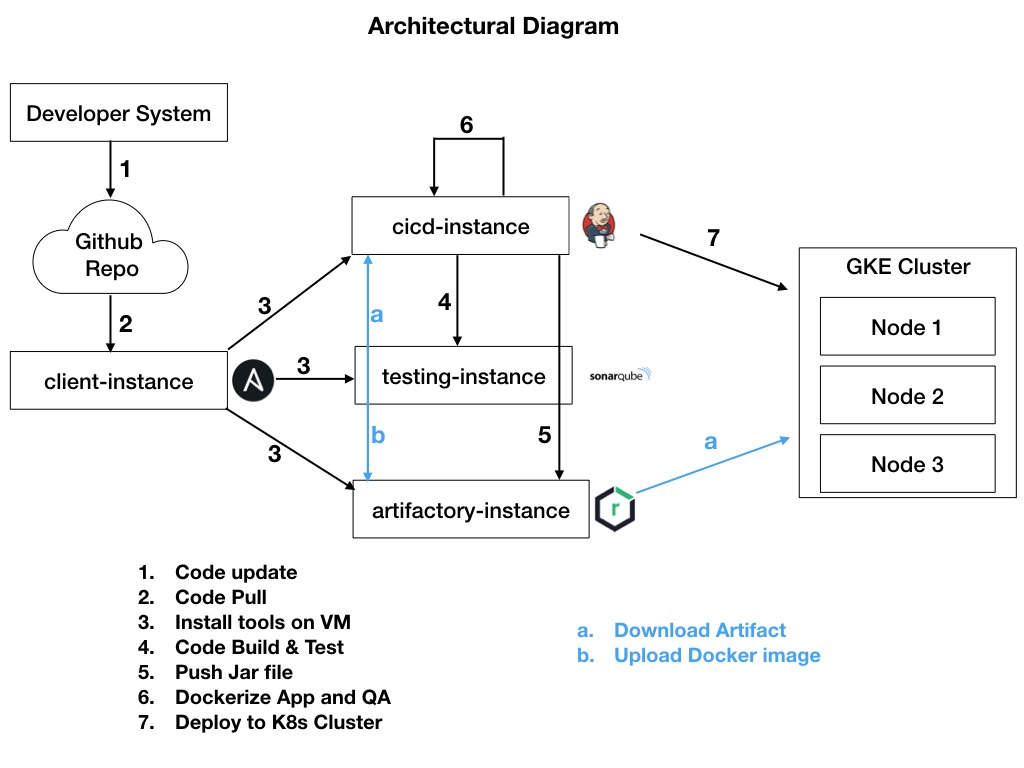 Architectural Diagram
Developer System
1
Github
Repo
2
client-instance
3
3
3
6
cicd-instance
a
4
testing-instance
sonarqube
b
5
artifactory-instance
r
7
a
GKE Cluster
Node 1
Node 2
Node 3
1. Code update
2. Code Pull
3. Install tools on VM
4. Code Build & Test
5. Push Jar file
6. Dockerize App and QA
7. Deploy to K8s Cluster
a. Download Artifact
b. Upload Docker image